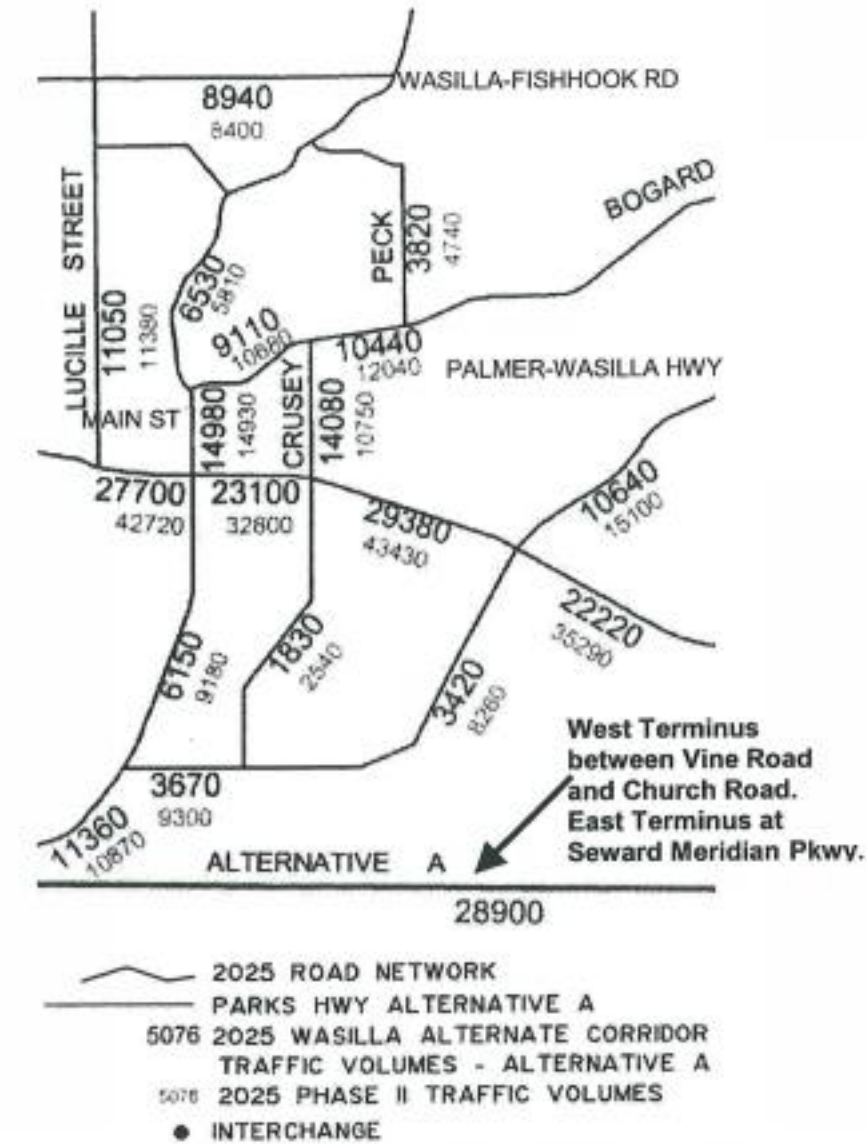 WASILLA-FISHHOOK RD
8940
8400
BOGARD
LUCILLE STREET
PECK
3820
4740
11050
11380
6530
5810
9110
10680
10440
12040
PALMER-WASILLA HWY
MAIN ST
14980
14930
CRUSEY
14080
10750
27700
42720
23100
32800
29380
43430
10640
15100
22220
35290
6150
9180
1830
2540
3420
8260
West Terminus
between Vine Road
and Church Road.
East Terminus at
Seward Meridian Pkwy.
3670
9300
11360
10870
ALTERNATIVE A
28900
2025 ROAD NETWORK
PARKS HWY ALTERNATIVE A
5076 2025 WASILLA ALTERNATE CORRIDOR
TRAFFIC VOLUMES - ALTERNATIVE A
5076 2025 PHASE II TRAFFIC VOLUMES
INTERCHANGE